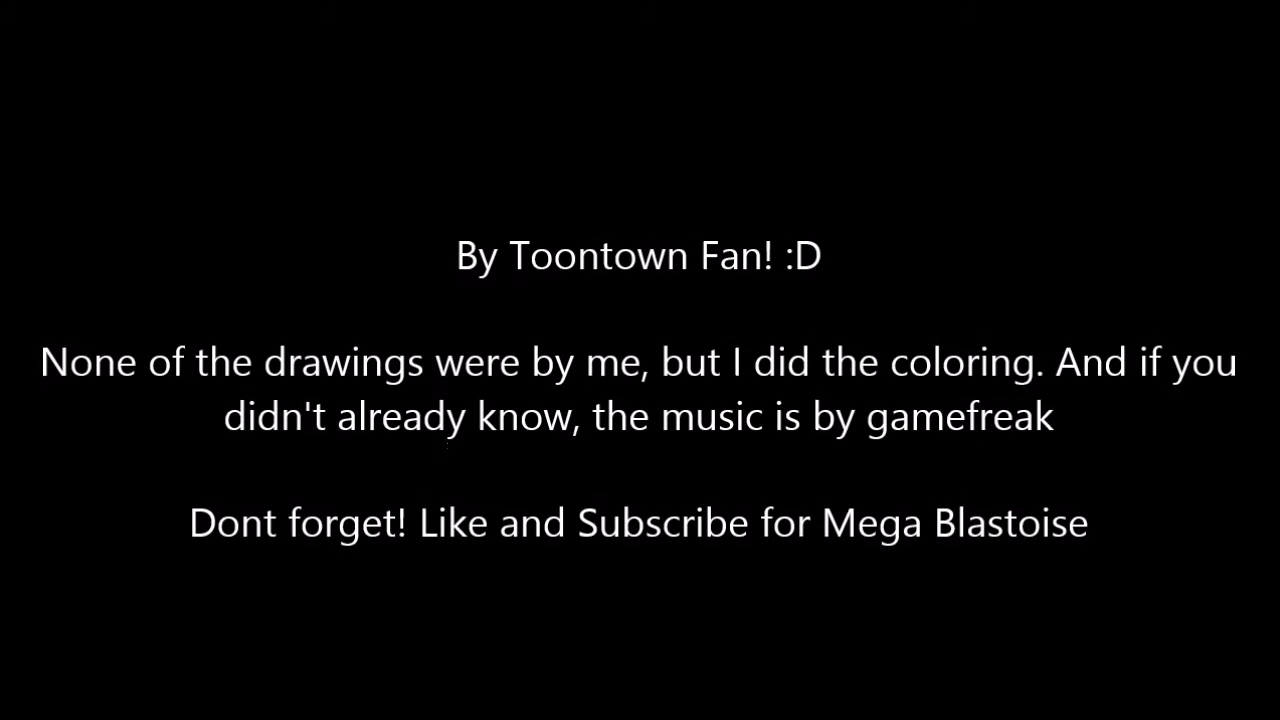 By Toontown Fan! :D
None of the drawings were by me, but I did the coloring. And if you
didn't already know, the music is by gamefreak
Dont forget! Like and Subscribe for Mega Blastoise